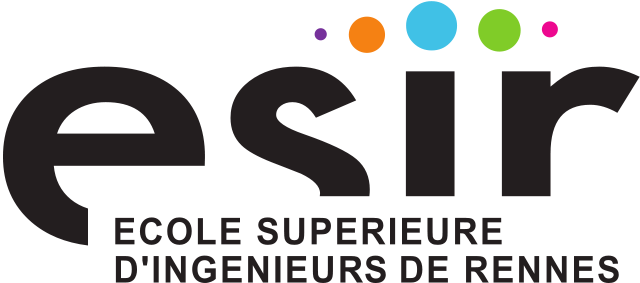 esir
ECOLE SUPERIEURE
D'INGENIEURS DE RENNES